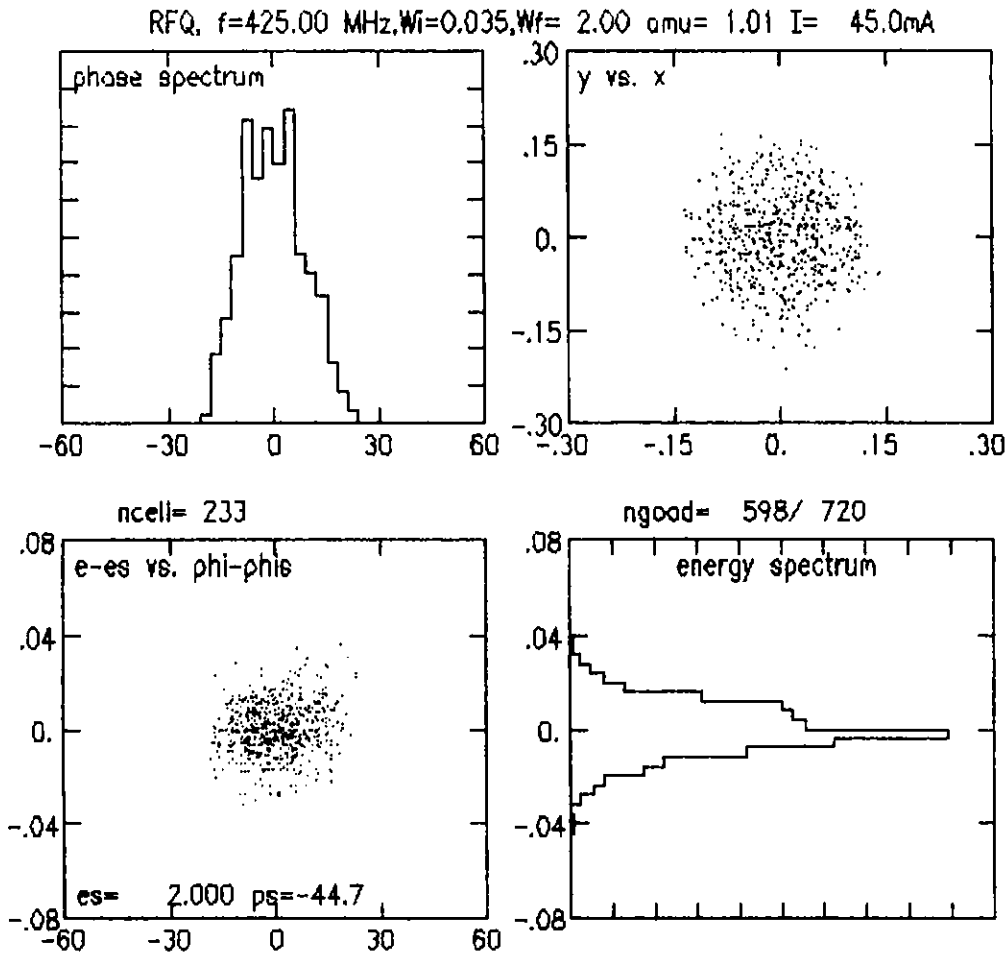 RFQ, f=425.00 MHz,Wi=0.035,Wf= 2.00 amu= 1.01 I= 45.0mA
phase spectrum
-60 -30 0 30 60
y vs. x
.30
.15
0.
-.15
-.30
-.30 -.15 0. .15 .30
ncell= 233
e-es vs. phi-phis
.08
.04
0.
-.04
-.08
es= 2.000 ps=-44.7
-60 -30 0 30 60
ngood= 598/ 720
energy spectrum
.08
.04
0.
-.04
-.08